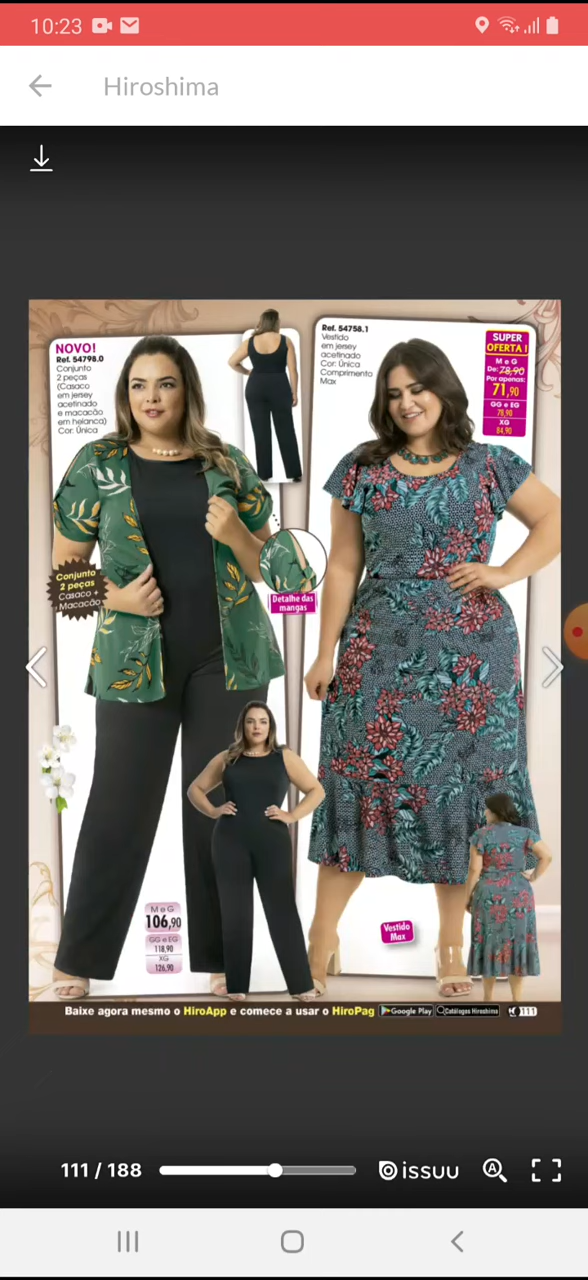 10:23
Hiroshima
NOVO!
Ref. 54798.0
Conjunto
2 peças
(Casaco
em jersey
acetinado
e macacão
em helanca)
Cor: Única
Ref. 54758.1
Vestido
em jersey
acetinado
Cor: Única
Comprimento
Max
SUPER
OFERTA!
M e G
De: 78,90
Por apenas:
71,90
GG e EG
78,90
XG
84,90
Conjunto
2 peças
Casaco +
Macacão
Detalhe das
mangas
M e G
106,90
GG e EG
118,90
XG
126,90
Vestido
Max
Baixe agora mesmo o HiroApp e comece a usar o HiroPag Google Play Catálogos Hiroshima 111
111 / 188 issuu